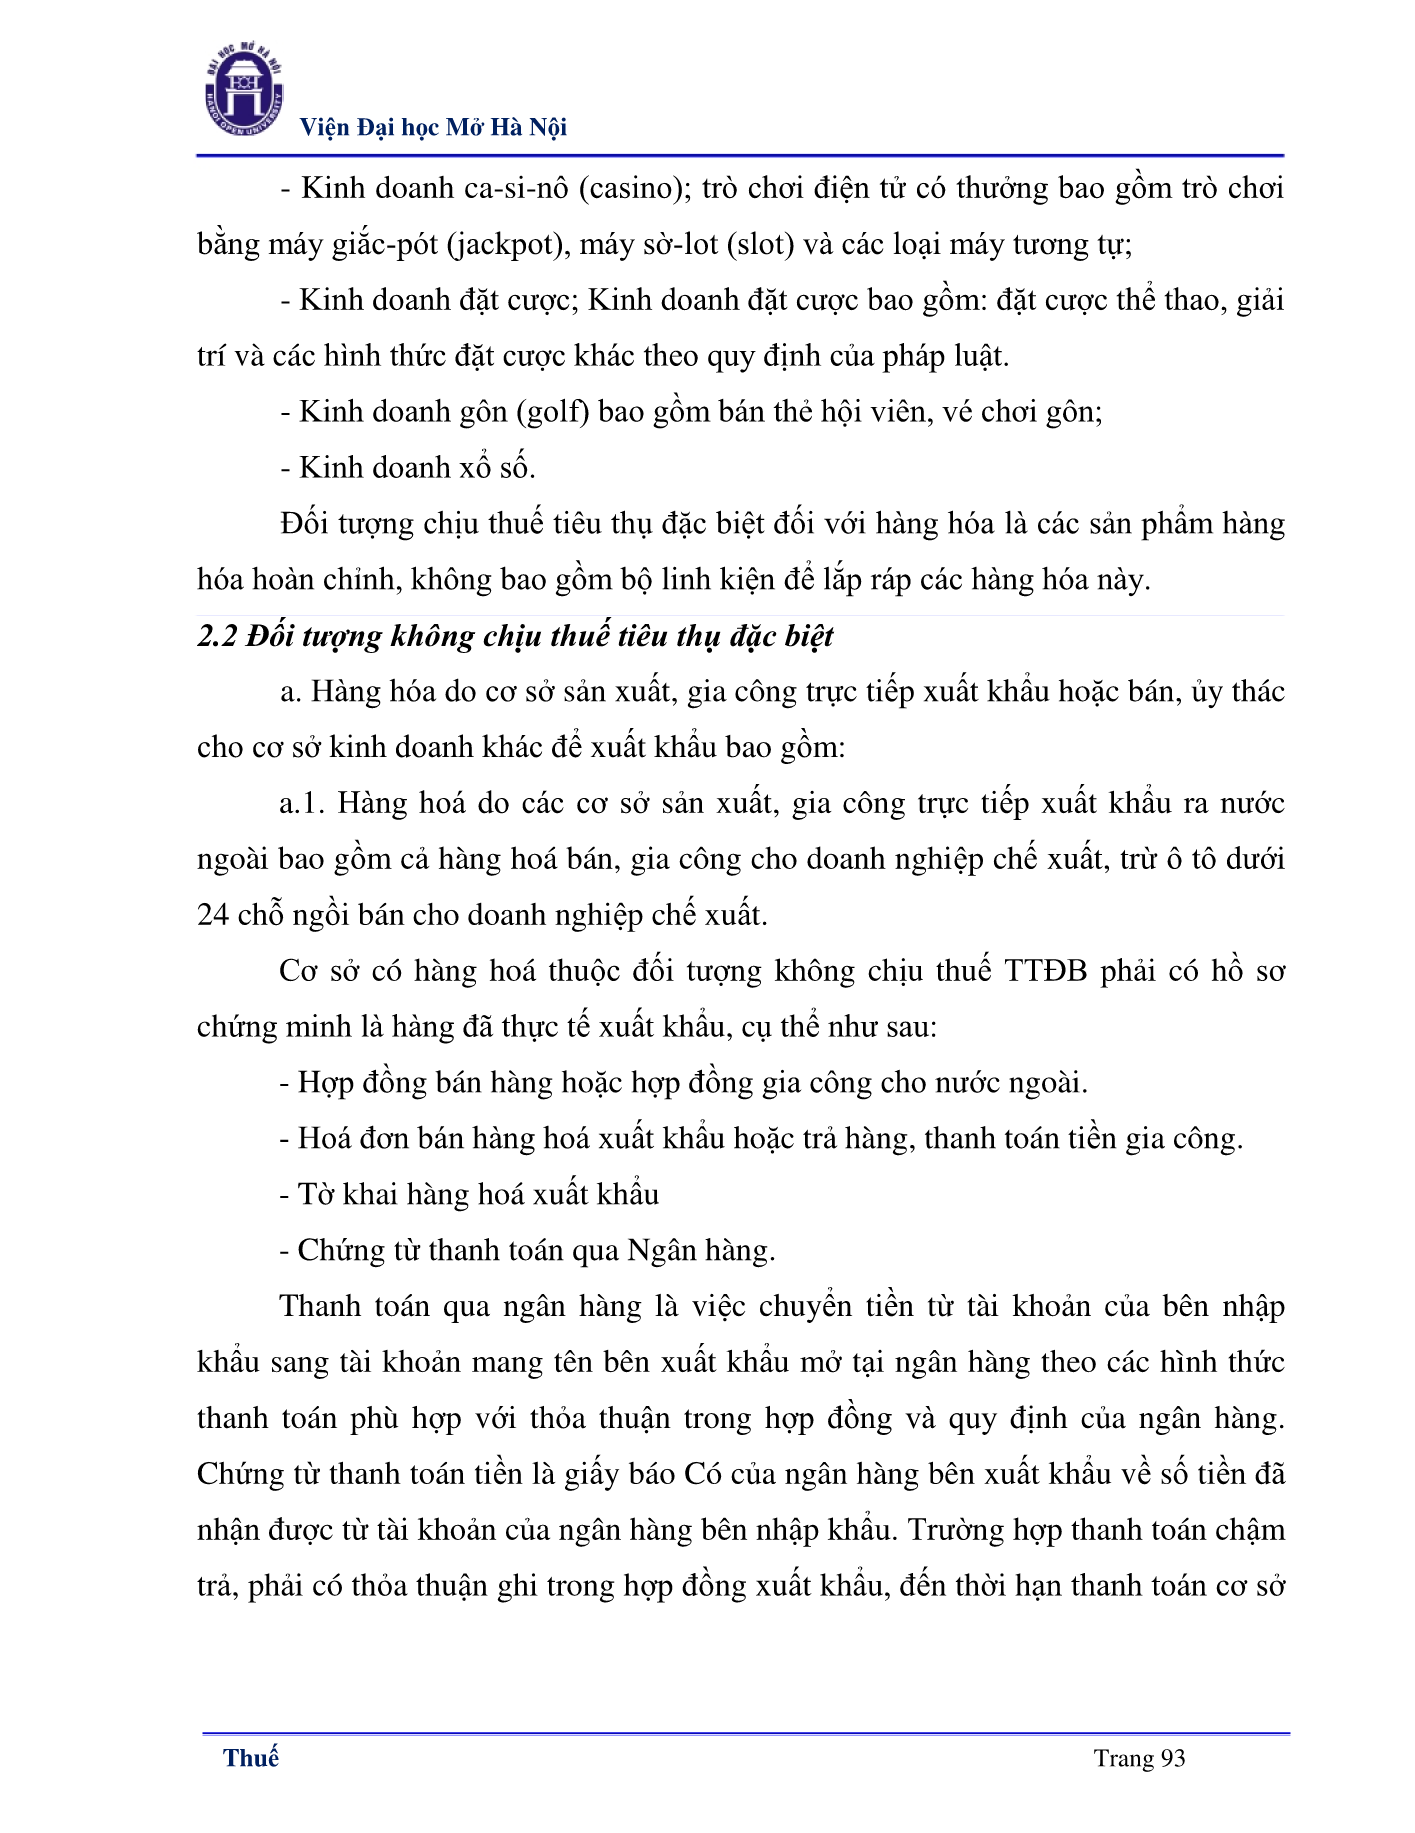 ĐẠI HỌC MỞ HÀ NỘI
HANOI OPEN UNIVERSITY
Viện Đại học Mở Hà Nội
- Kinh doanh ca-si-nô (casino); trò chơi điện tử có thưởng bao gồm trò chơi
bằng máy giắc-pót (jackpot), máy sờ-lot (slot) và các loại máy tương tự;
- Kinh doanh đặt cược; Kinh doanh đặt cược bao gồm: đặt cược thể thao, giải
trí và các hình thức đặt cược khác theo quy định của pháp luật.
- Kinh doanh gôn (golf) bao gồm bán thẻ hội viên, vé chơi gôn;
- Kinh doanh xổ số.
Đối tượng chịu thuế tiêu thụ đặc biệt đối với hàng hóa là các sản phẩm hàng
hóa hoàn chỉnh, không bao gồm bộ linh kiện để lắp ráp các hàng hóa này.
2.2 Đối tượng không chịu thuế tiêu thụ đặc biệt
a. Hàng hóa do cơ sở sản xuất, gia công trực tiếp xuất khẩu hoặc bán, ủy thác
cho cơ sở kinh doanh khác để xuất khẩu bao gồm:
a.1. Hàng hoá do các cơ sở sản xuất, gia công trực tiếp xuất khẩu ra nước
ngoài bao gồm cả hàng hoá bán, gia công cho doanh nghiệp chế xuất, trừ ô tô dưới
24 chỗ ngồi bán cho doanh nghiệp chế xuất.
Cơ sở có hàng hoá thuộc đối tượng không chịu thuế TTĐB phải có hồ sơ
chứng minh là hàng đã thực tế xuất khẩu, cụ thể như sau:
- Hợp đồng bán hàng hoặc hợp đồng gia công cho nước ngoài.
- Hoá đơn bán hàng hoá xuất khẩu hoặc trả hàng, thanh toán tiền gia công.
- Tờ khai hàng hoá xuất khẩu
- Chứng từ thanh toán qua Ngân hàng.
Thanh toán qua ngân hàng là việc chuyển tiền từ tài khoản của bên nhập
khẩu sang tài khoản mang tên bên xuất khẩu mở tại ngân hàng theo các hình thức
thanh toán phù hợp với thỏa thuận trong hợp đồng và quy định của ngân hàng.
Chứng từ thanh toán tiền là giấy báo Có của ngân hàng bên xuất khẩu về số tiền đã
nhận được từ tài khoản của ngân hàng bên nhập khẩu. Trường hợp thanh toán chậm
trả, phải có thỏa thuận ghi trong hợp đồng xuất khẩu, đến thời hạn thanh toán cơ sở
Thuế
Trang 93